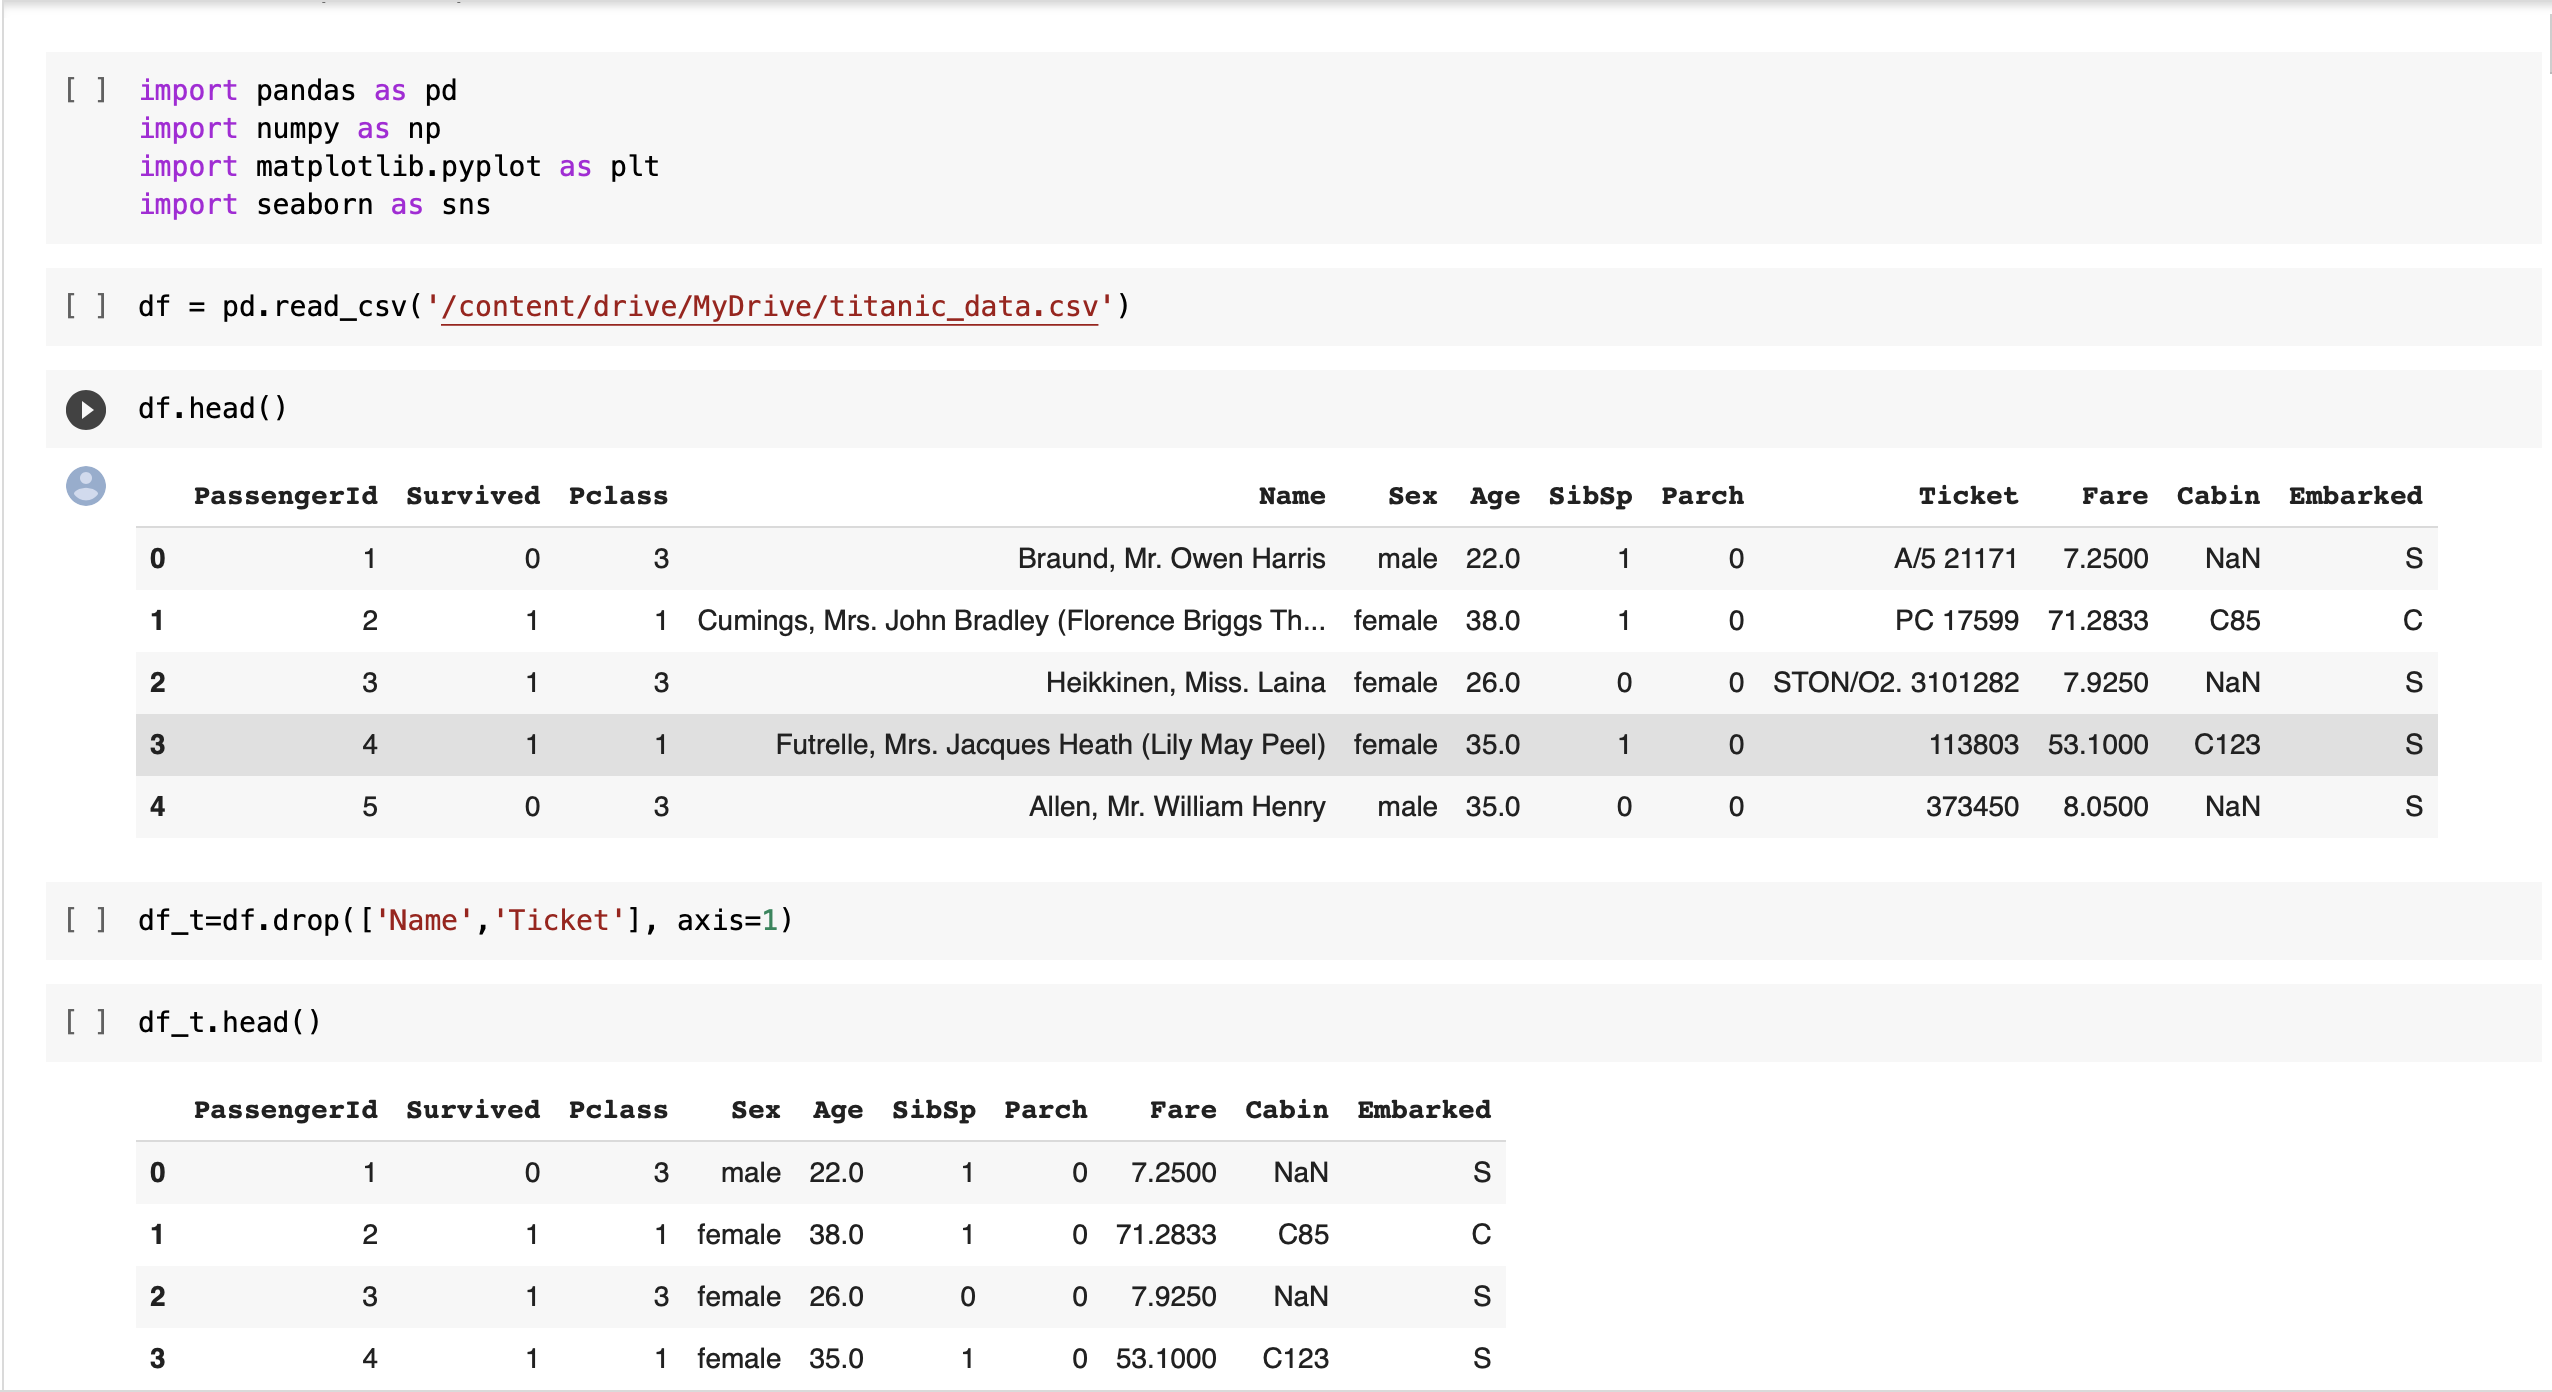 [ ] import pandas as pd
import numpy as np
import matplotlib.pyplot as plt
import seaborn as sns
[ ] df = pd.read_csv('/content/drive/MyDrive/titanic_data.csv')
df.head()
PassengerId Survived Pclass Name Sex Age SibSp Parch Ticket Fare Cabin Embarked
0 1 0 3 Braund, Mr. Owen Harris male 22.0 1 0 A/5 21171 7.2500 NaN S
1 2 1 1 Cumings, Mrs. John Bradley (Florence Briggs Th... female 38.0 1 0 PC 17599 71.2833 C85 C
2 3 1 3 Heikkinen, Miss. Laina female 26.0 0 0 STON/O2. 3101282 7.9250 NaN S
3 4 1 1 Futrelle, Mrs. Jacques Heath (Lily May Peel) female 35.0 1 0 113803 53.1000 C123 S
4 5 0 3 Allen, Mr. William Henry male 35.0 0 0 373450 8.0500 NaN S
[ ] df_t=df.drop(['Name','Ticket'], axis=1)
[ ] df_t.head()
PassengerId Survived Pclass Sex Age SibSp Parch Fare Cabin Embarked
0 1 0 3 male 22.0 1 0 7.2500 NaN S
1 2 1 1 female 38.0 1 0 71.2833 C85 C
2 3 1 3 female 26.0 0 0 7.9250 NaN S
3 4 1 1 female 35.0 1 0 53.1000 C123 S